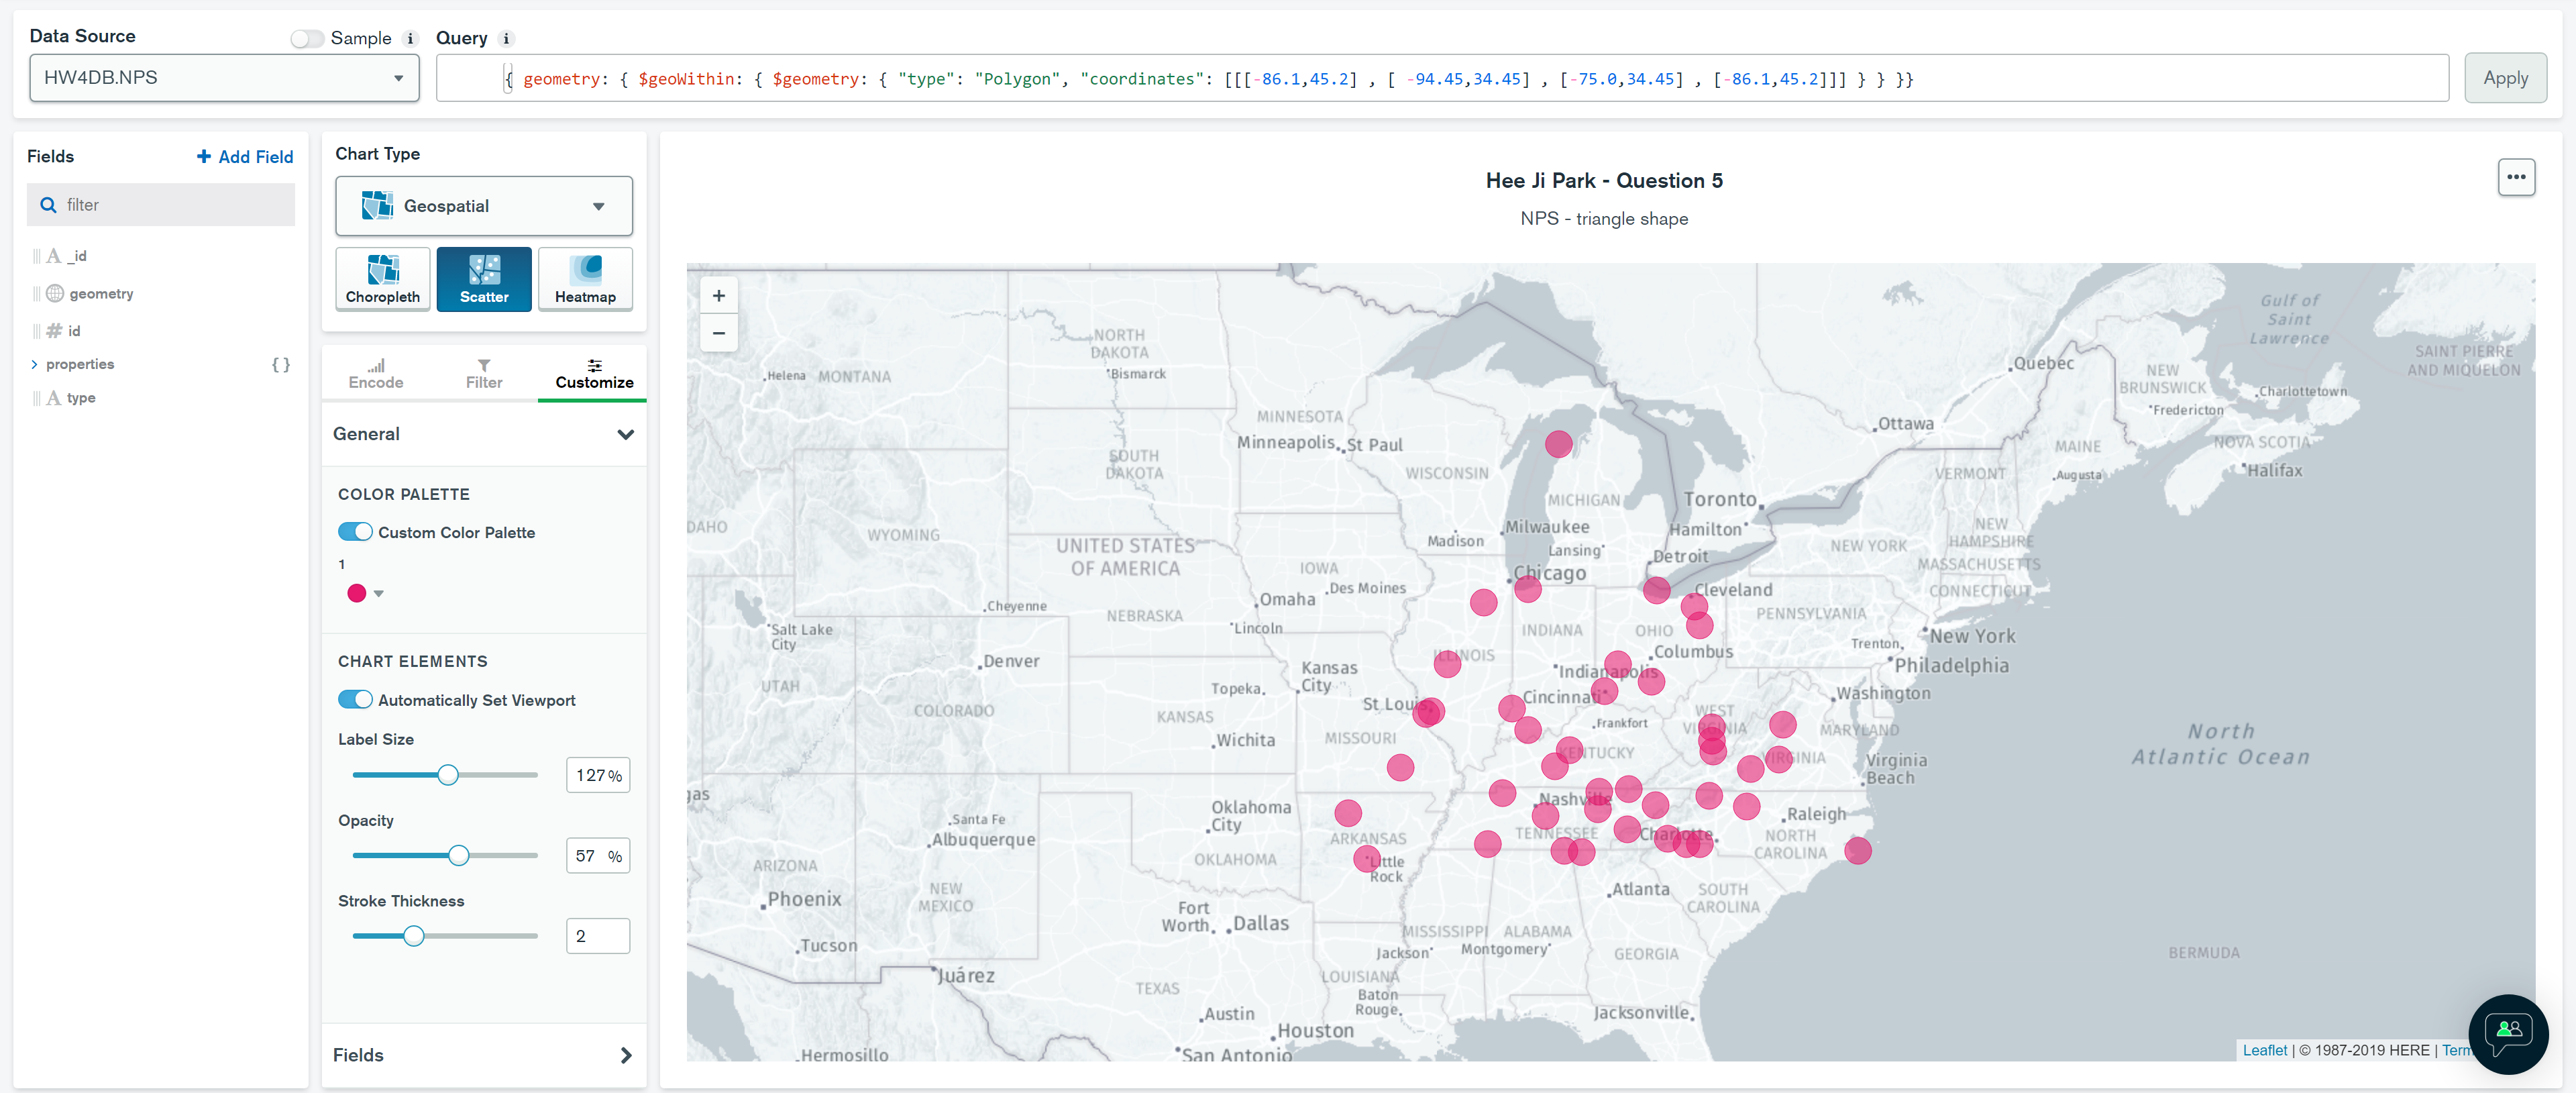 Data Source
Sample i
Query i
HW4DB.NPS
{ geometry: { $geoWithin: { $geometry: { "type": "Polygon", "coordinates": [[[-86.1,45.2] , [ -94.45,34.45] , [-75.0,34.45] , [-86.1,45.2]]] } } }}
Apply
Fields
+ Add Field
filter
A _id
geometry
# id
> properties { }
A type
Chart Type
Geospatial
Choropleth
Scatter
Heatmap
Encode
Filter
Customize
General
COLOR PALETTE
Custom Color Palette
1
CHART ELEMENTS
Automatically Set Viewport
Label Size
127 %
Opacity
57 %
Stroke Thickness
2
Fields
Hee Ji Park - Question 5
NPS - triangle shape
+
−
Gulf of
Saint
Lawrence
NORTH
DAKOTA
Bismarck
SAINT PIERRE
AND MIQUELON
Quebec
Helena
MONTANA
NEW
BRUNSWICK
Charlottetown
Fredericton
MINNESOTA
Ottawa
Minneapolis
St Paul
NOVA SCOTIA
MAINE
SOUTH
DAKOTA
WISCONSIN
VERMONT
Augusta
Halifax
MICHIGAN
Toronto
DAHO
WYOMING
Milwaukee
Hamilton
NEW
HAMPSHIRE
Madison
UNITED STATES
OF AMERICA
Lansing
Detroit
NEW YORK
MASSACHUSETTS
IOWA
Chicago
Des Moines
Cleveland
CONNECTICUT
Omaha
Cheyenne
NEBRASKA
PENNSYLVANIA
Salt Lake
City
Lincoln
INDIANA
OHIO
New York
Trenton
Columbus
ILLINOIS
Denver
Kansas
City
Indianapolis
Philadelphia
UTAH
Topeka
Cincinnati
Washington
St Louis
COLORADO
KANSAS
Frankfort
WEST
VIRGINIA
MARYLAND
North
Atlantic Ocean
Wichita
MISSOURI
KENTUCKY
VIRGINIA
Virginia
Beach
gas
Nashville
Oklahoma
City
Santa Fe
Raleigh
Albuquerque
ARKANSAS
TENNESSEE
Charlotte
NORTH
CAROLINA
ARIZONA
OKLAHOMA
Little
Rock
NEW
MEXICO
Atlanta
SOUTH
CAROLINA
Phoenix
Fort
Worth
Dallas
MISSISSIPPI
ALABAMA
Tucson
Jackson
Montgomery
GEORGIA
BERMUDA
Juárez
LOUISIANA
TEXAS
Baton
Rouge
Austin
Jacksonville
Houston
Hermosillo
San Antonio
Leaflet | © 1987-2019 HERE | Term